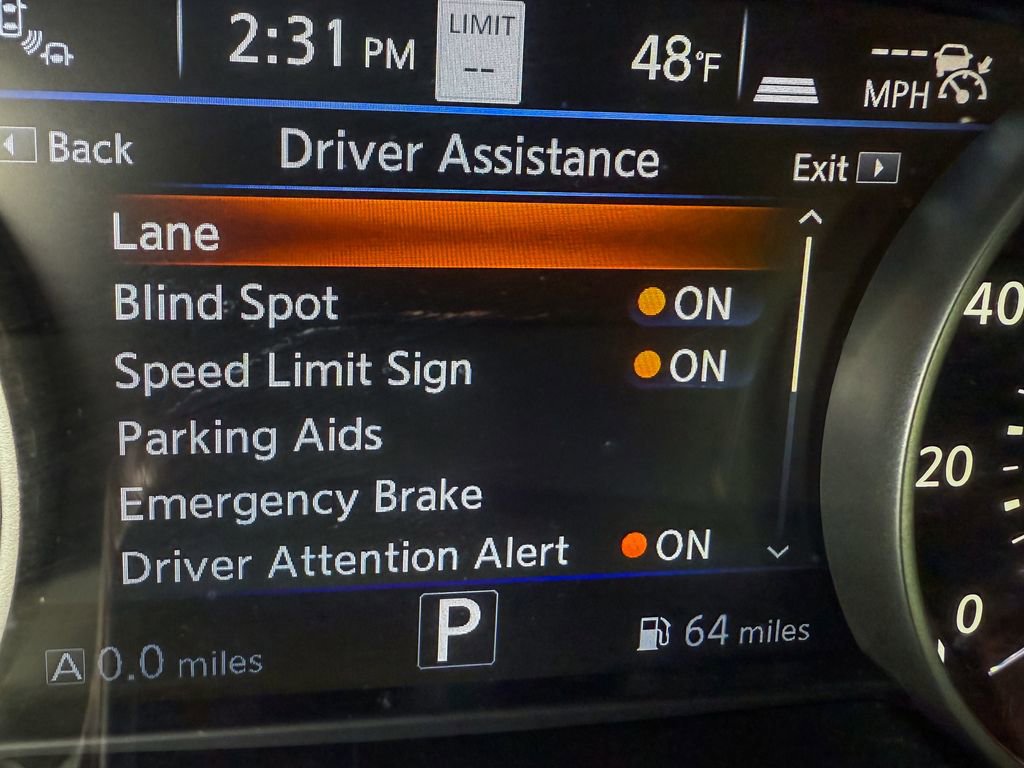 2:31 PM
LIMIT
--
48°F
---
MPH
Back
Driver Assistance
Exit
Lane
Blind Spot ON
Speed Limit Sign ON
Parking Aids
Emergency Brake
Driver Attention Alert ON
P
A 0.0 miles
64 miles
40
20
0